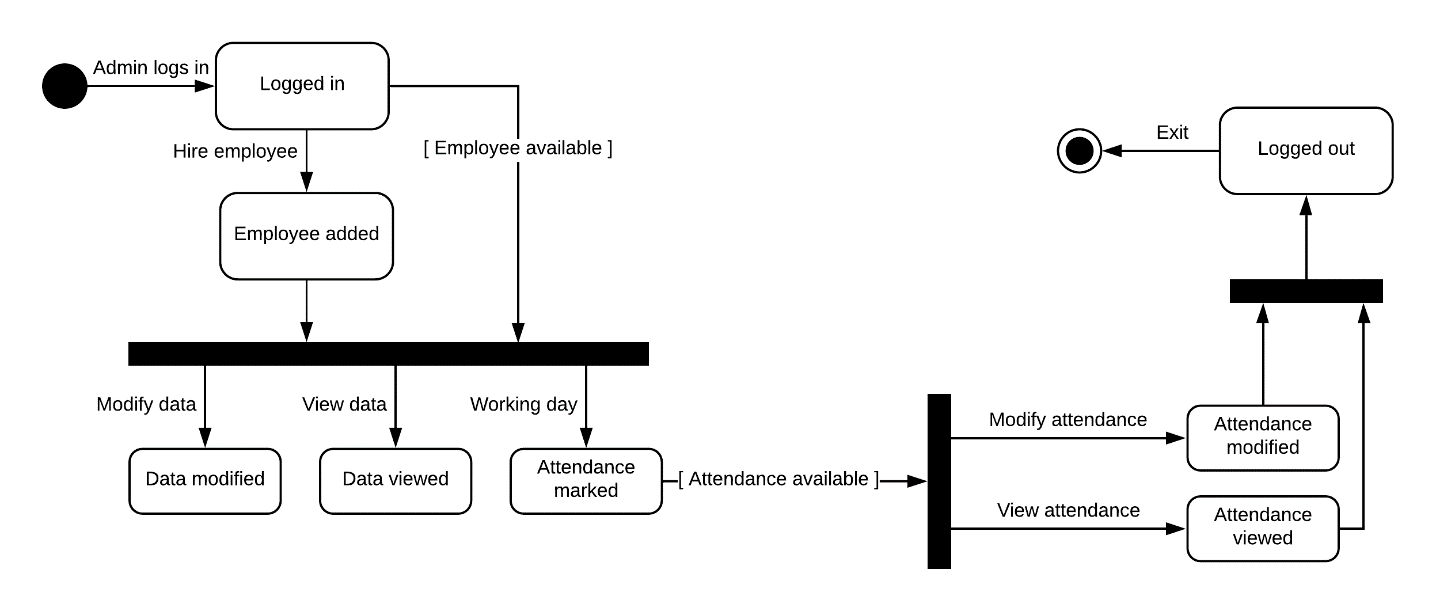 Admin logs in
Logged in
Hire employee
[ Employee available ]
Exit
Logged out
Employee added
Modify data
View data
Working day
Data modified
Data viewed
Attendance
marked
[ Attendance available ]
Modify attendance
Attendance
modified
View attendance
Attendance
viewed